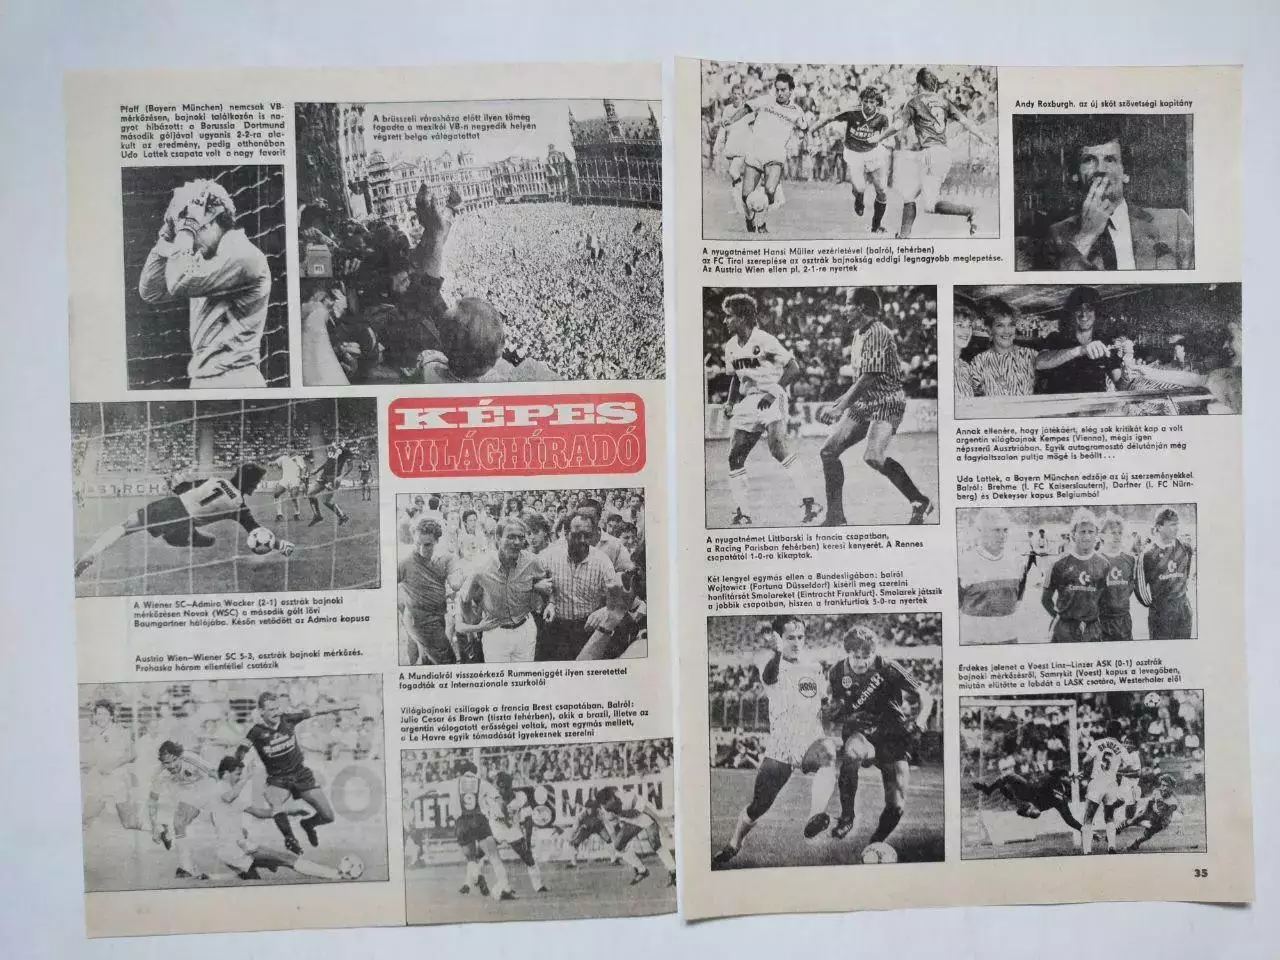 Pfaff (Bayern München) nemcsak VB-
mérkőzésen, bajnoki találkozón is na-
gyot hibázott: a Borussia Dortmund
második góljával ugyanis 2-2-ra ala-
kult az eredmény, pedig otthonában
Udo Lattek csapata volt a nagy favorit
A brüsszeli városháza előtt ilyen tömeg
fogadta a mexikói VB-n negyedik helyen
végzett belga válogatottat
KÉPES
VILÁGHÍRADÓ
1
A Wiener SC–Admira Wacker (2-1) osztrák bajnoki
mérkőzésen Novak (WSC) a második gólt lövi
Baumgartner hálójába. Későn vetődött az Admira kapusa
Austria Wien–Wiener SC 5-3, osztrák bajnoki mérkőzés.
Prohaska három ellenféllel csatázik
A Mundialról visszaérkező Rummeniggét ilyen szeretettel
fogadták az Internazionale szurkolói
Világbajnoki csillagok a francia Brest csapatában. Balról:
Julio Cesar és Brown (tiszta fehérben), akik a brazil, illetve az
argentin válogatott erősségei voltak, most egymás mellett,
a Le Havre egyik támadását igyekeznek szerelni
9
MARTIN
A nyugatnémet Hansi Müller vezérletével (balról, fehérben)
az FC Tirol szereplése az osztrák bajnokság eddigi legnagyobb meglepetése.
Az Austria Wien ellen pl. 2-1-re nyertek
Andy Roxburgh, az új skót szövetségi kapitány
A nyugatnémet Littbarski is francia csapatban,
a Racing Parisban fehérben) keresi kenyerét. A Rennes
csapatától 1-0-ra kikaptak.
Két lengyel egymás ellen a Bundesligában: balról
Wojtowicz (Fortuna Düsseldorf) kíséri meg szerelni
honfitársát Smolareket (Eintracht Frankfurt). Smolarek játszik
a jobbik csapatban, hiszen a frankfurtiak 5-0-ra nyertek
Annak ellenére, hogy játékáért, elég sok kritikát kap a volt
argentin világbajnok Kempes (Vienna), mégis igen
népszerű Ausztriában. Egyik autogramosztó délutánján még
a fagylaltszalon pultja mögé is beállt . . .
Udo Lattek, a Bayern München edzője az új szerzeményekkel.
Balról: Brehme (I. FC Kaiserslautern), Dorfner (I. FC Nürn-
berg) és Dekeyser kapus Belgiumból
Érdekes jelenet a Voest Linz–Linzer ASK (0-1) osztrák
bajnoki mérkőzésről, Samrykit (Voest) kapus a levegőben,
miután elütötte a labdát a LASK csatára, Westerhaler elől
5
35